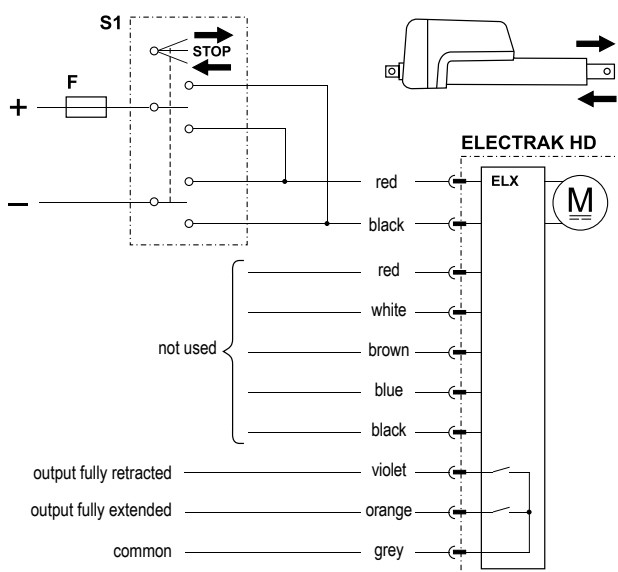 S1
STOP
F
+
–
ELECTRAK HD
ELX
M
red
black
red
white
not used
brown
blue
black
output fully retracted
violet
output fully extended
orange
common
grey